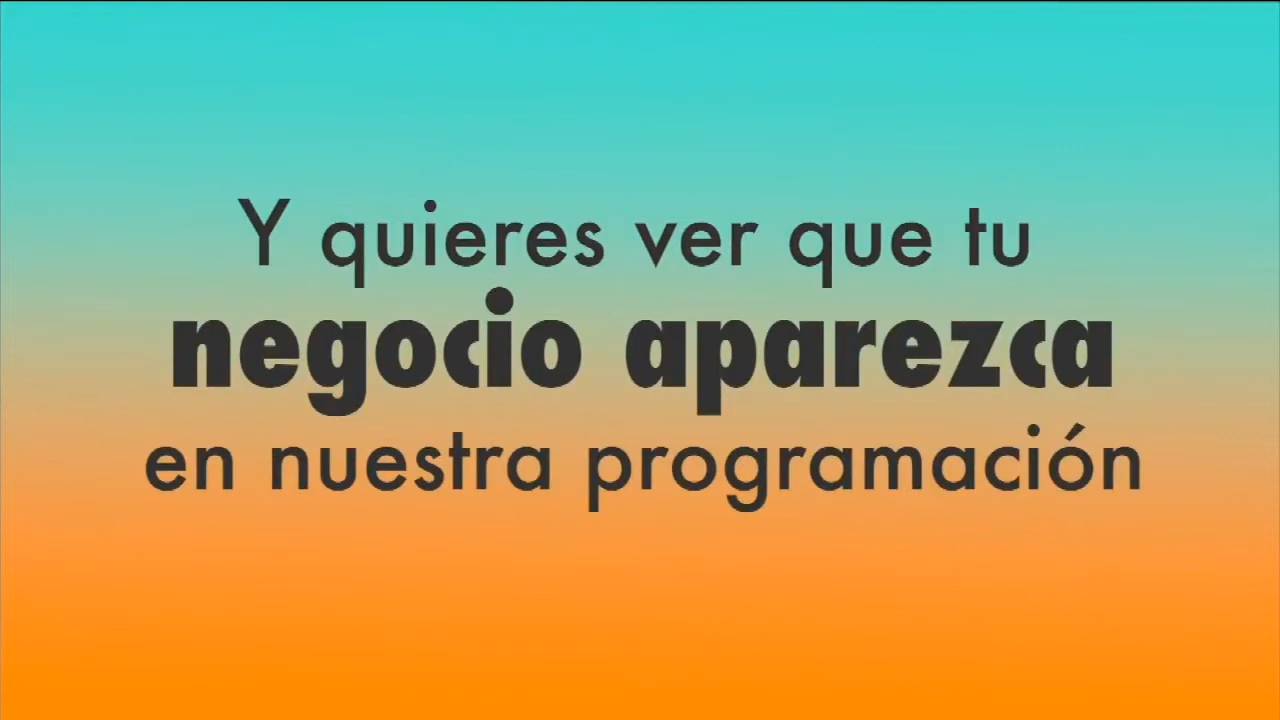 Y quieres ver que tu
negocio aparezca
en nuestra programación